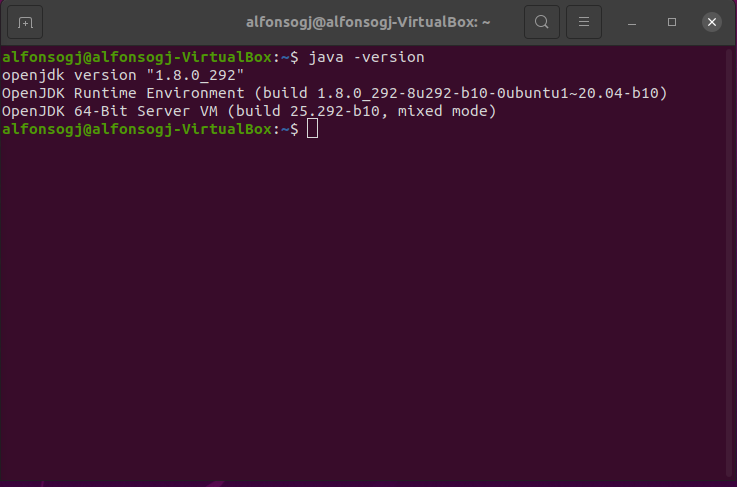 alfonsogj@alfonsogj-VirtualBox: ~
alfonsogj@alfonsogj-VirtualBox:~$ java -version
openjdk version "1.8.0_292"
OpenJDK Runtime Environment (build 1.8.0_292-8u292-b10-0ubuntu1~20.04-b10)
OpenJDK 64-Bit Server VM (build 25.292-b10, mixed mode)
alfonsogj@alfonsogj-VirtualBox:~$